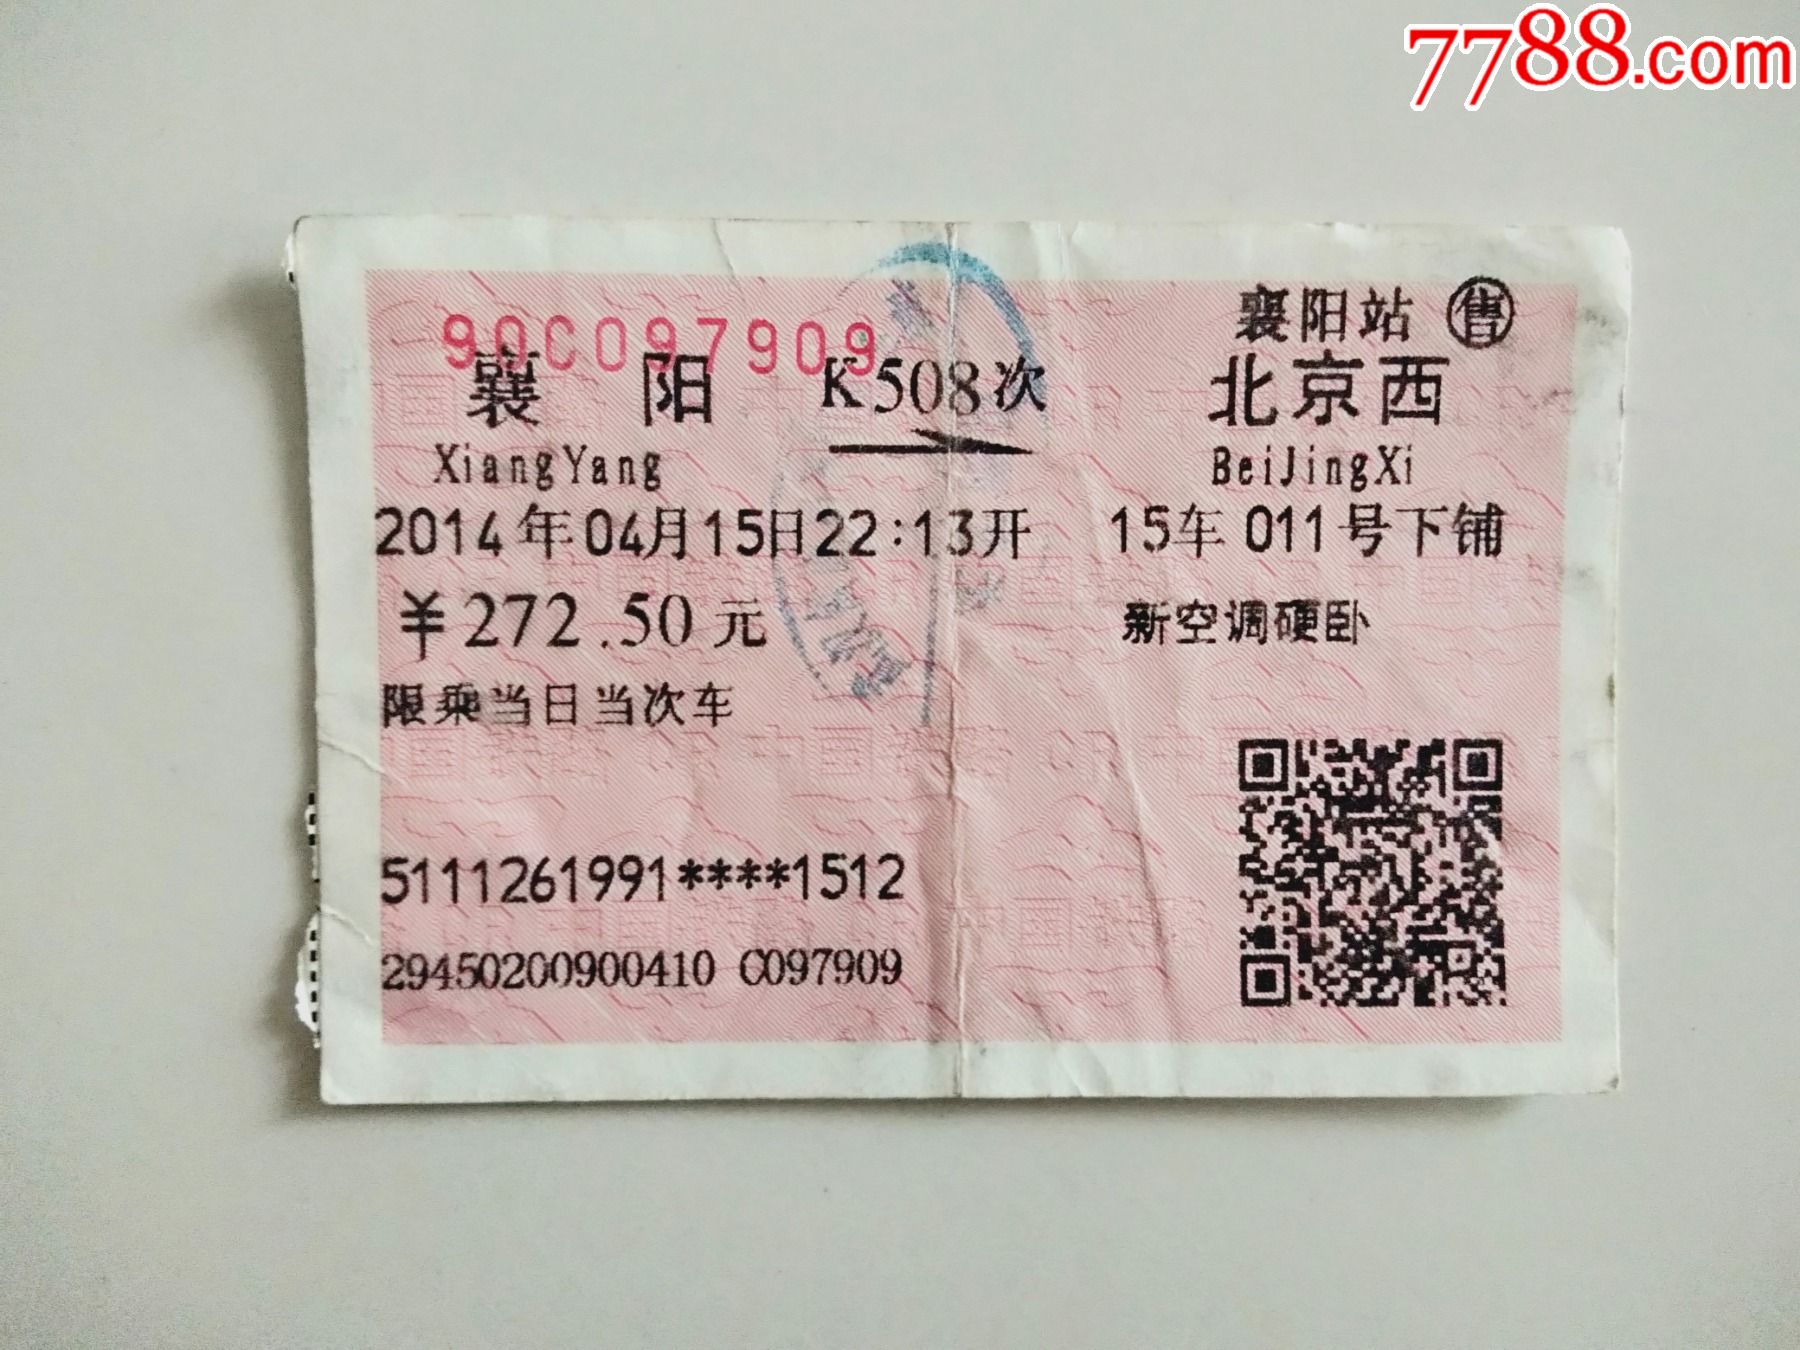 7788.com
襄阳站 售
90C097909
襄阳 K508次 北京西
XiangYang BeiJingXi
2014年04月15日22:13开 15车011号下铺
¥272.50元 新空调硬卧
限乘当日当次车
5111261991****1512
29450200900410 C097909